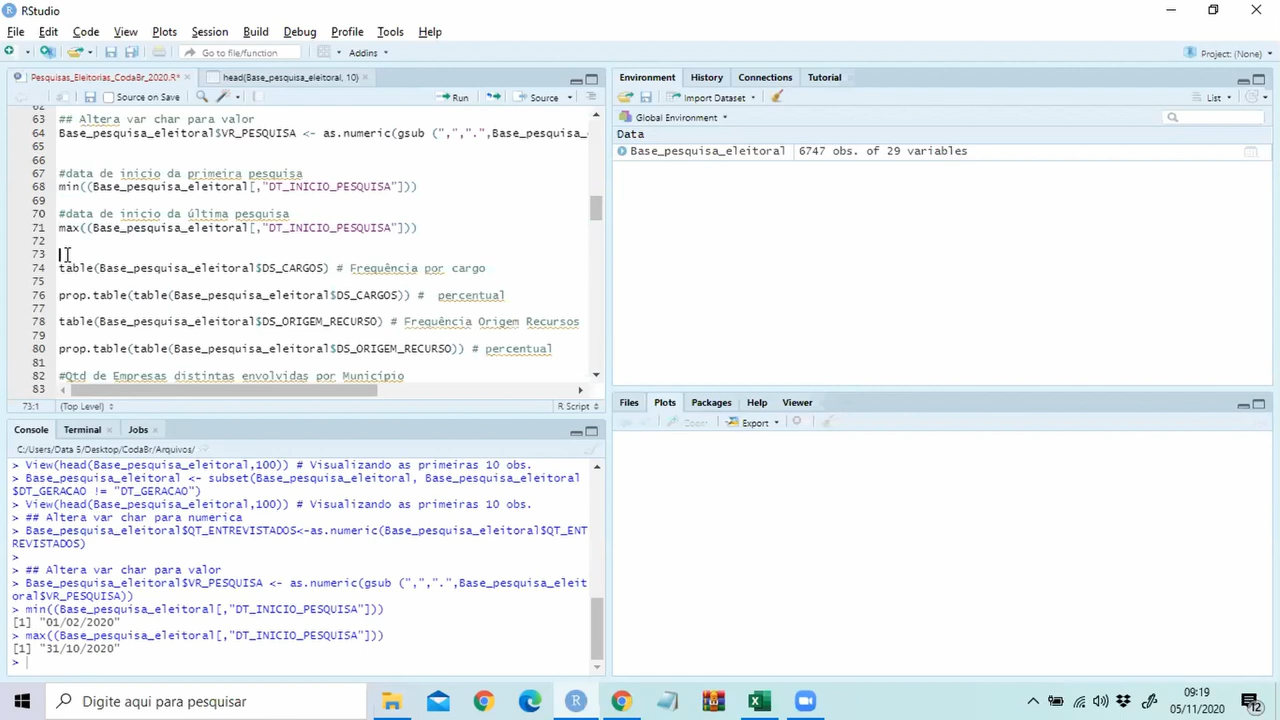 RStudio
File Edit Code View Plots Session Build Debug Profile Tools Help
Go to file/function
Addins
Project: (None)
Pesquisas_Eleitorias_CodaBr_2020.R*
head(Base_pesquisa_eleitoral, 10)
Source on Save
Run
Source
62
63 ## Altera var char para valor
64 Base_pesquisa_eleitoral$VR_PESQUISA <- as.numeric(gsub (",",".",Base_pesquisa_e
65
66
67 #data de inicio da primeira pesquisa
68 min((Base_pesquisa_eleitoral[,"DT_INICIO_PESQUISA"]))
69
70 #data de inicio da última pesquisa
71 max((Base_pesquisa_eleitoral[,"DT_INICIO_PESQUISA"]))
72
73
74 table(Base_pesquisa_eleitoral$DS_CARGOS) # Frequência por cargo
75
76 prop.table(table(Base_pesquisa_eleitoral$DS_CARGOS)) # percentual
77
78 table(Base_pesquisa_eleitoral$DS_ORIGEM_RECURSO) # Frequência Origem Recursos
79
80 prop.table(table(Base_pesquisa_eleitoral$DS_ORIGEM_RECURSO)) # percentual
81
82 #Qtd de Empresas distintas envolvidas por Município
83
73:1 (Top Level) R Script
Console Terminal Jobs
C:/Users/Data 5/Desktop/CodaBr/Arquivos/
> View(head(Base_pesquisa_eleitoral,100)) # Visualizando as primeiras 10 obs.
> Base_pesquisa_eleitoral <- subset(Base_pesquisa_eleitoral, Base_pesquisa_eleitoral
$DT_GERACAO != "DT_GERACAO")
> View(head(Base_pesquisa_eleitoral,100)) # Visualizando as primeiras 10 obs.
> ## Altera var char para numerica
> Base_pesquisa_eleitoral$QT_ENTREVISTADOS<-as.numeric(Base_pesquisa_eleitoral$QT_ENT
REVISTADOS)
>
> ## Altera var char para valor
> Base_pesquisa_eleitoral$VR_PESQUISA <- as.numeric(gsub (",",".",Base_pesquisa_eleit
oral$VR_PESQUISA))
> min((Base_pesquisa_eleitoral[,"DT_INICIO_PESQUISA"]))
[1] "01/02/2020"
> max((Base_pesquisa_eleitoral[,"DT_INICIO_PESQUISA"]))
[1] "31/10/2020"
>
Environment History Connections Tutorial
Import Dataset
List
Global Environment
Data
Base_pesquisa_eleitoral 6747 obs. of 29 variables
Files Plots Packages Help Viewer
Zoom Export
Digite aqui para pesquisar
09:19
05/11/2020
12